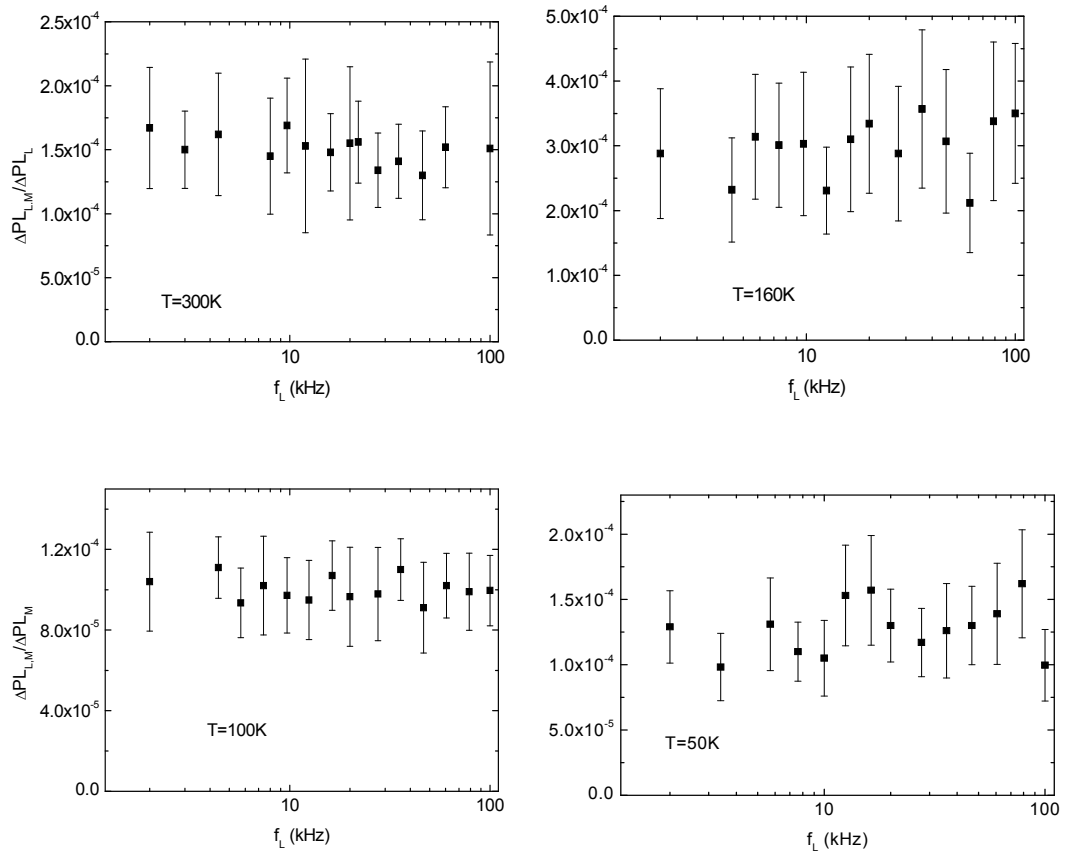 2.5x10⁻⁴
2.0x10⁻⁴
1.5x10⁻⁴
1.0x10⁻⁴
5.0x10⁻⁵
0.0
ΔPL_L,M/ΔPL_L
T=300K
10 100
f_L (kHz)
5.0x10⁻⁴
4.0x10⁻⁴
3.0x10⁻⁴
2.0x10⁻⁴
1.0x10⁻⁴
0.0
T=160K
10 100
f_L (kHz)
1.2x10⁻⁴
8.0x10⁻⁵
4.0x10⁻⁵
0.0
ΔPL_L,M/ΔPL_M
T=100K
10 100
f_L (kHz)
2.0x10⁻⁴
1.5x10⁻⁴
1.0x10⁻⁴
5.0x10⁻⁵
0.0
T=50K
10 100
f_L (kHz)